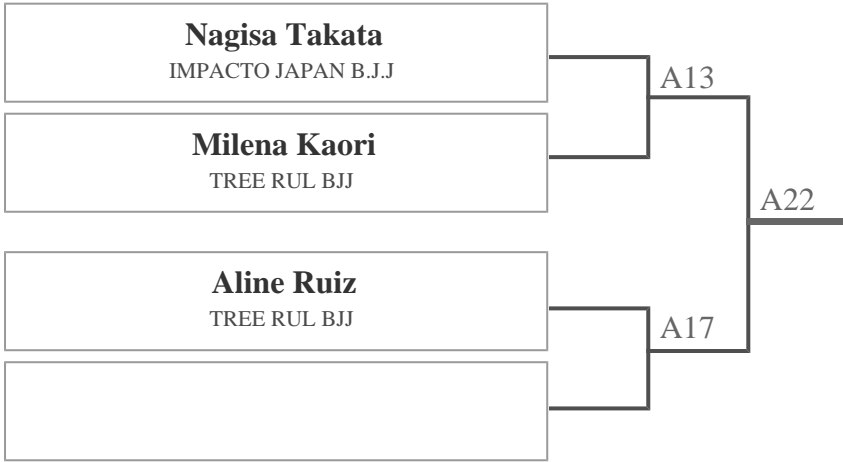 Nagisa Takata
IMPACTO JAPAN B.J.J
A13
Milena Kaori
TREE RUL BJJ
A22
Aline Ruiz
TREE RUL BJJ
A17